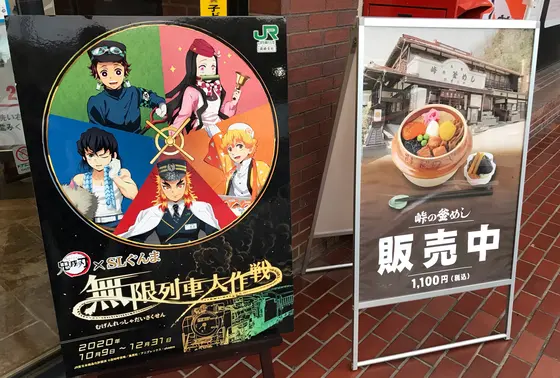 JR
鬼滅の刃 × SLぐんま
無限列車大作戦
むげんれっしゃだいさくせん
2020年
10月9日 ～ 12月31日
峠の釜めし
峠の釜めし
販売中
1,100円(税込)